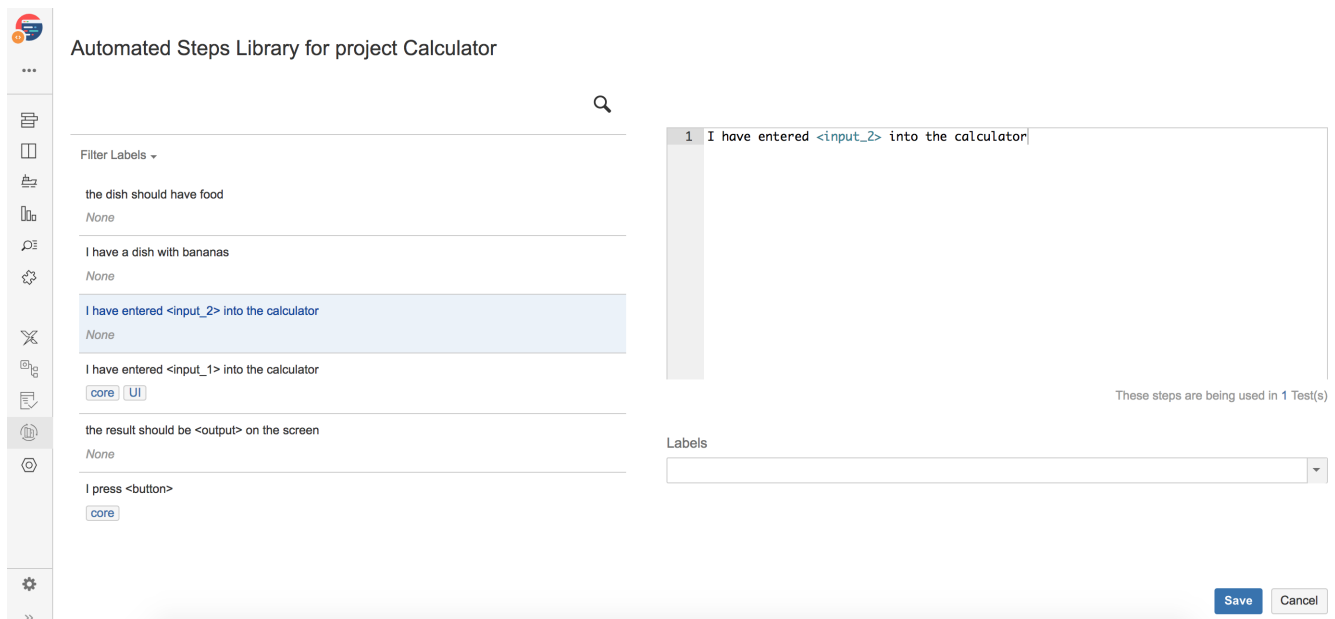 Automated Steps Library for project Calculator
Filter Labels
the dish should have food
None
I have a dish with bananas
None
I have entered <input_2> into the calculator
None
I have entered <input_1> into the calculator
core UI
the result should be <output> on the screen
None
I press <button>
core
1 I have entered <input_2> into the calculator
These steps are being used in 1 Test(s)
Labels
Save Cancel